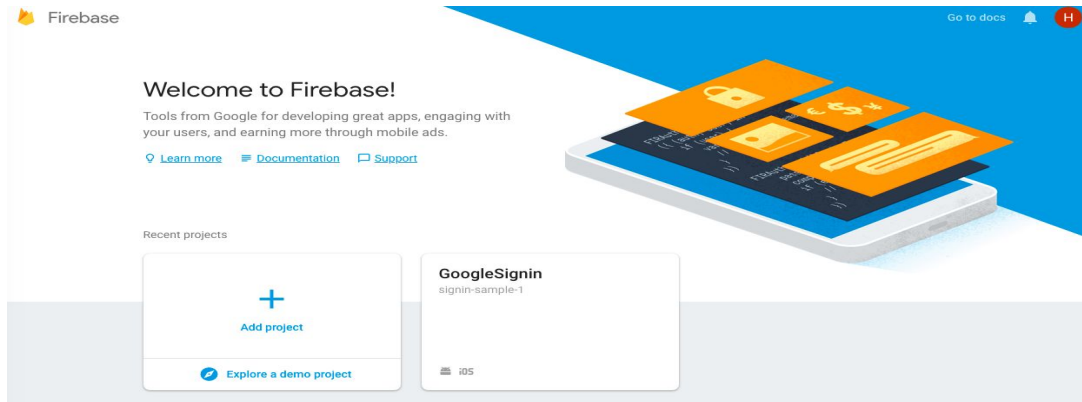 Firebase
Go to docs
H
Welcome to Firebase!
Tools from Google for developing great apps, engaging with
your users, and earning more through mobile ads.
Learn more Documentation Support
Recent projects
Add project
Explore a demo project
GoogleSignin
signin-sample-1
iOS